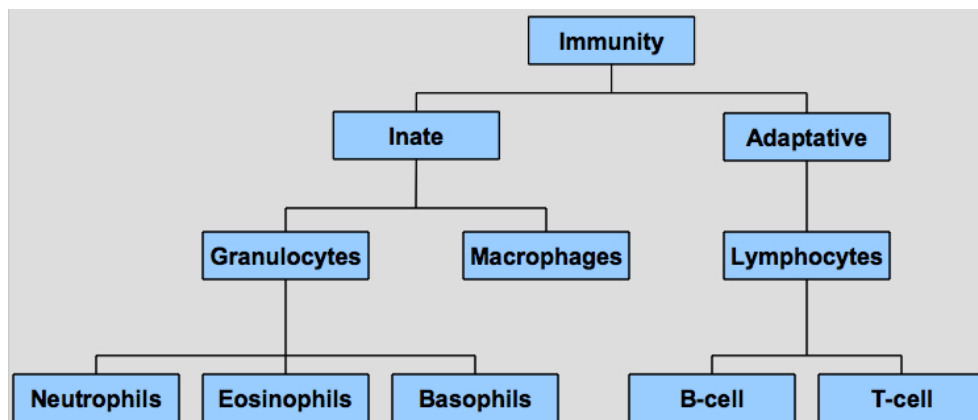 Immunity
Inate
Adaptative
Granulocytes
Macrophages
Lymphocytes
Neutrophils
Eosinophils
Basophils
B-cell
T-cell